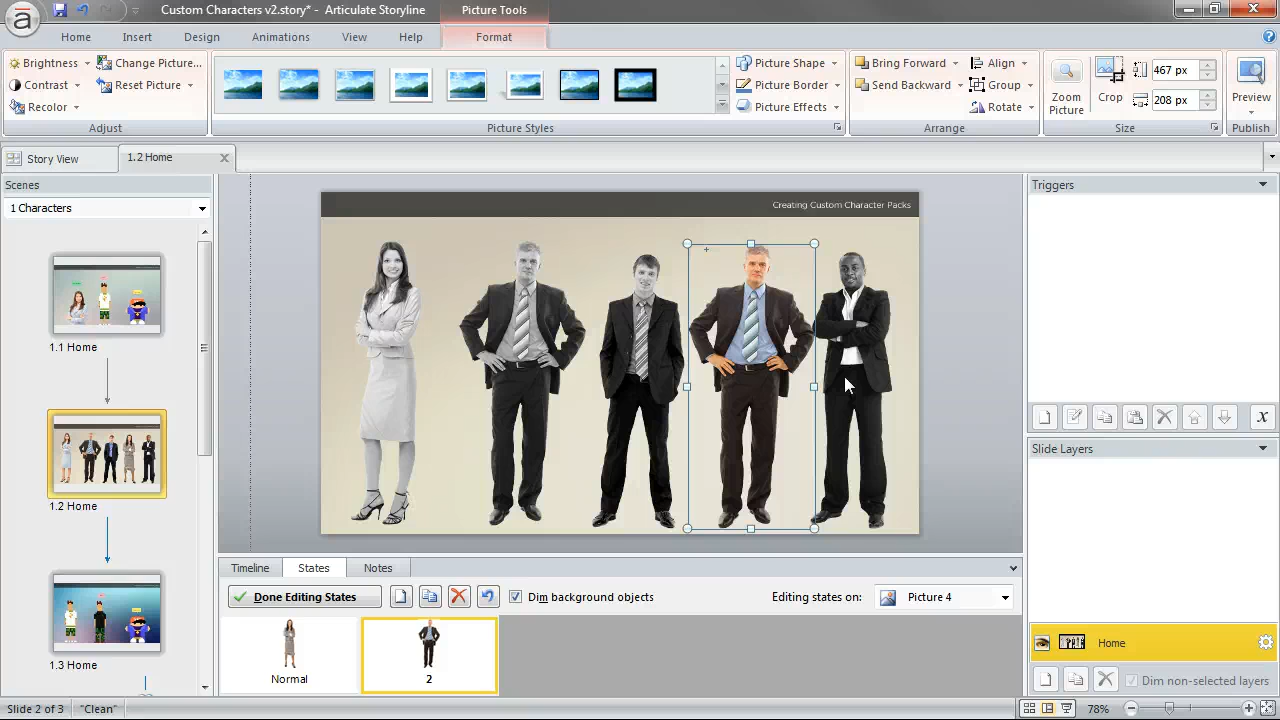 Custom Characters v2.story* - Articulate Storyline
Picture Tools
Home
Insert
Design
Animations
View
Help
Format
Brightness
Contrast
Recolor
Change Picture...
Reset Picture
Adjust
Picture Styles
Picture Shape
Picture Border
Picture Effects
Bring Forward
Send Backward
Align
Group
Rotate
Arrange
Zoom Picture
Crop
467 px
208 px
Size
Preview
Publish
Story View
1.2 Home
Scenes
1 Characters
1.1 Home
1.2 Home
1.3 Home
Creating Custom Character Packs
Triggers
Slide Layers
Home
Dim non-selected layers
Timeline
States
Notes
Done Editing States
Dim background objects
Editing states on:
Picture 4
Normal
2
Slide 2 of 3
"Clean"
78%